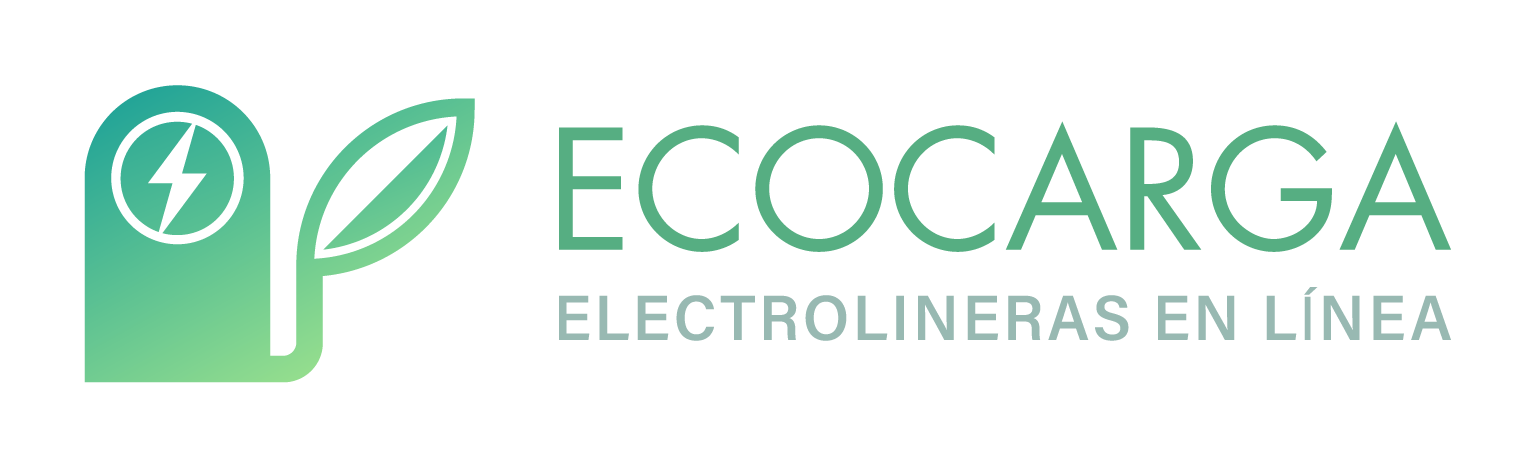 ECOCARGA
ELECTROLINERAS EN LÍNEA